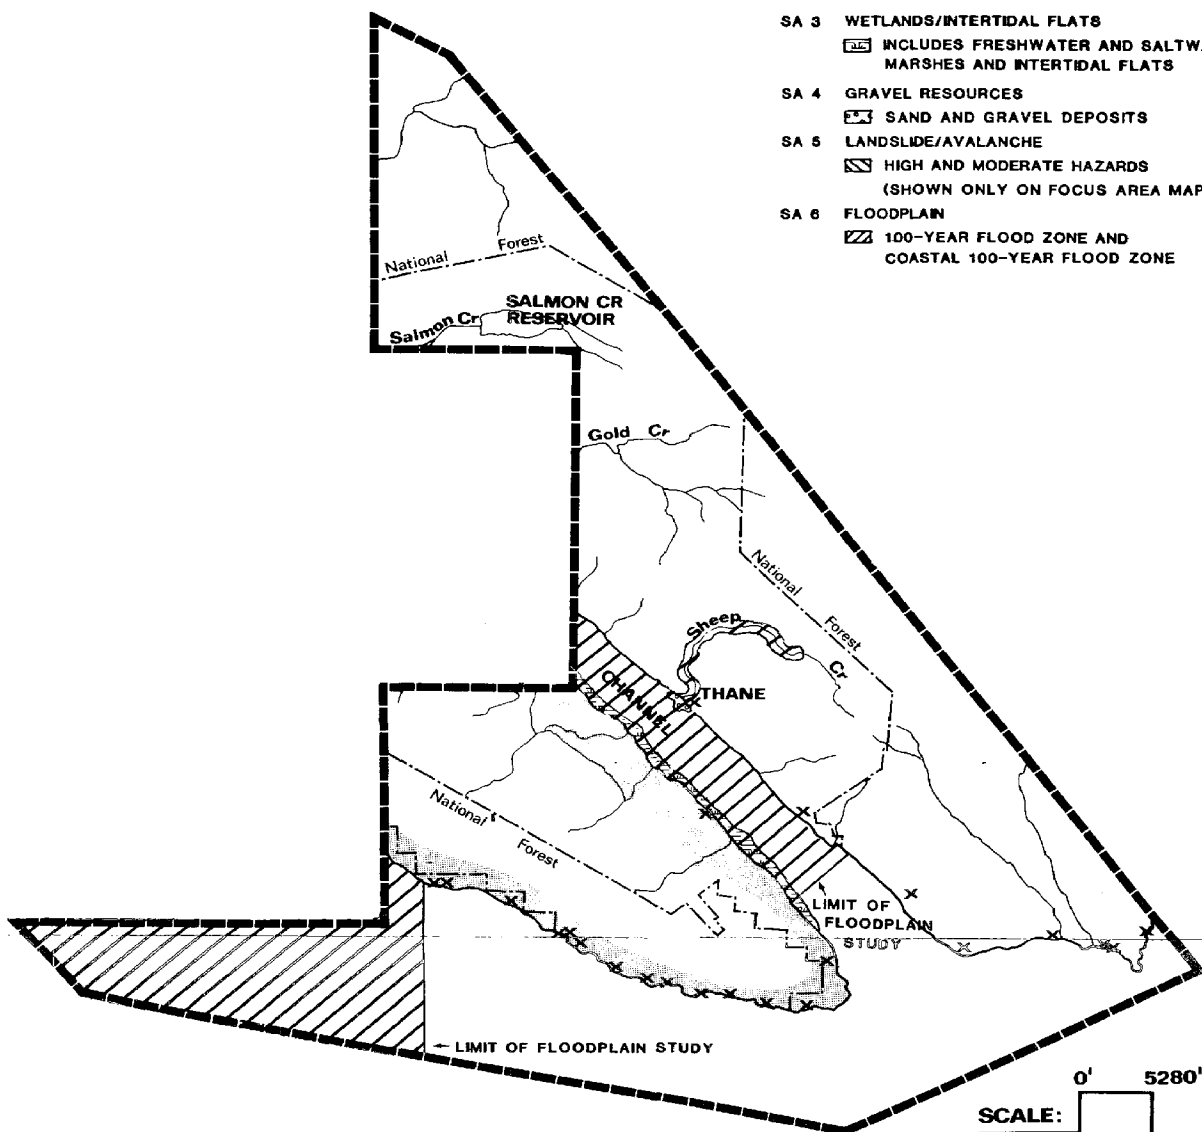 SA 3 WETLANDS/INTERTIDAL FLATS
INCLUDES FRESHWATER AND SALTWA
MARSHES AND INTERTIDAL FLATS
SA 4 GRAVEL RESOURCES
SAND AND GRAVEL DEPOSITS
SA 5 LANDSLIDE/AVALANCHE
HIGH AND MODERATE HAZARDS
(SHOWN ONLY ON FOCUS AREA MAP
SA 6 FLOODPLAIN
100-YEAR FLOOD ZONE AND
COASTAL 100-YEAR FLOOD ZONE
National Forest
SALMON CR
RESERVOIR
Salmon Cr
Gold Cr
National Forest
Sheep Cr
THANE
CHANNEL
National Forest
LIMIT OF
FLOODPLAIN
STUDY
LIMIT OF FLOODPLAIN STUDY
0' 5280'
SCALE: